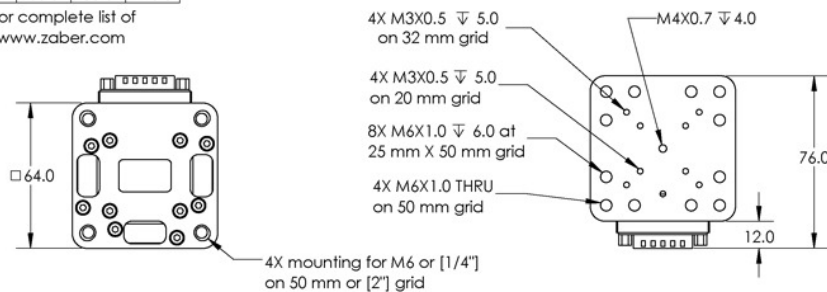 or complete list of
www.zaber.com
□64.0
4X mounting for M6 or [1/4"]
on 50 mm or [2"] grid
4X M3X0.5 ↧ 5.0
on 32 mm grid
4X M3X0.5 ↧ 5.0
on 20 mm grid
8X M6X1.0 ↧ 6.0 at
25 mm X 50 mm grid
4X M6X1.0 THRU
on 50 mm grid
M4X0.7 ↧ 4.0
76.0
12.0